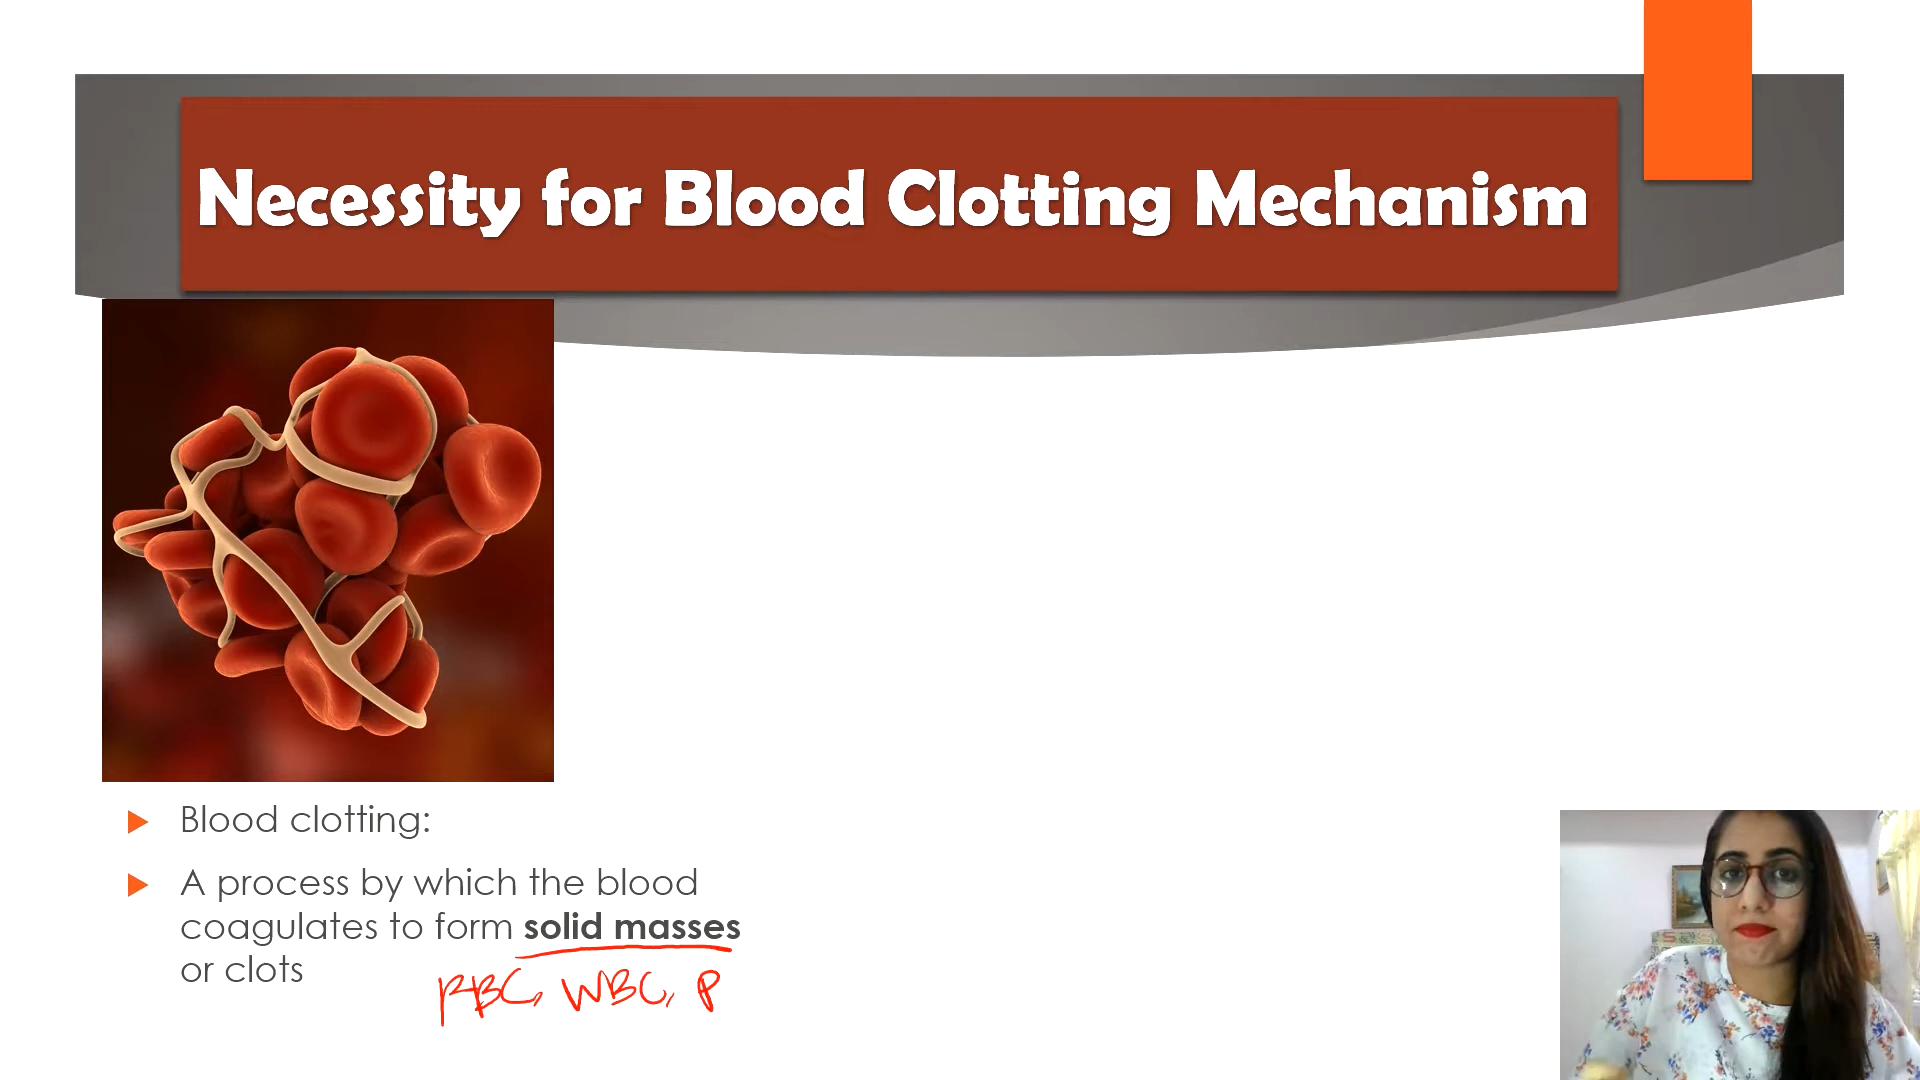 Necessity for Blood Clotting Mechanism
Blood clotting:
A process by which the blood
coagulates to form solid masses
or clots
RBC, WBC, P